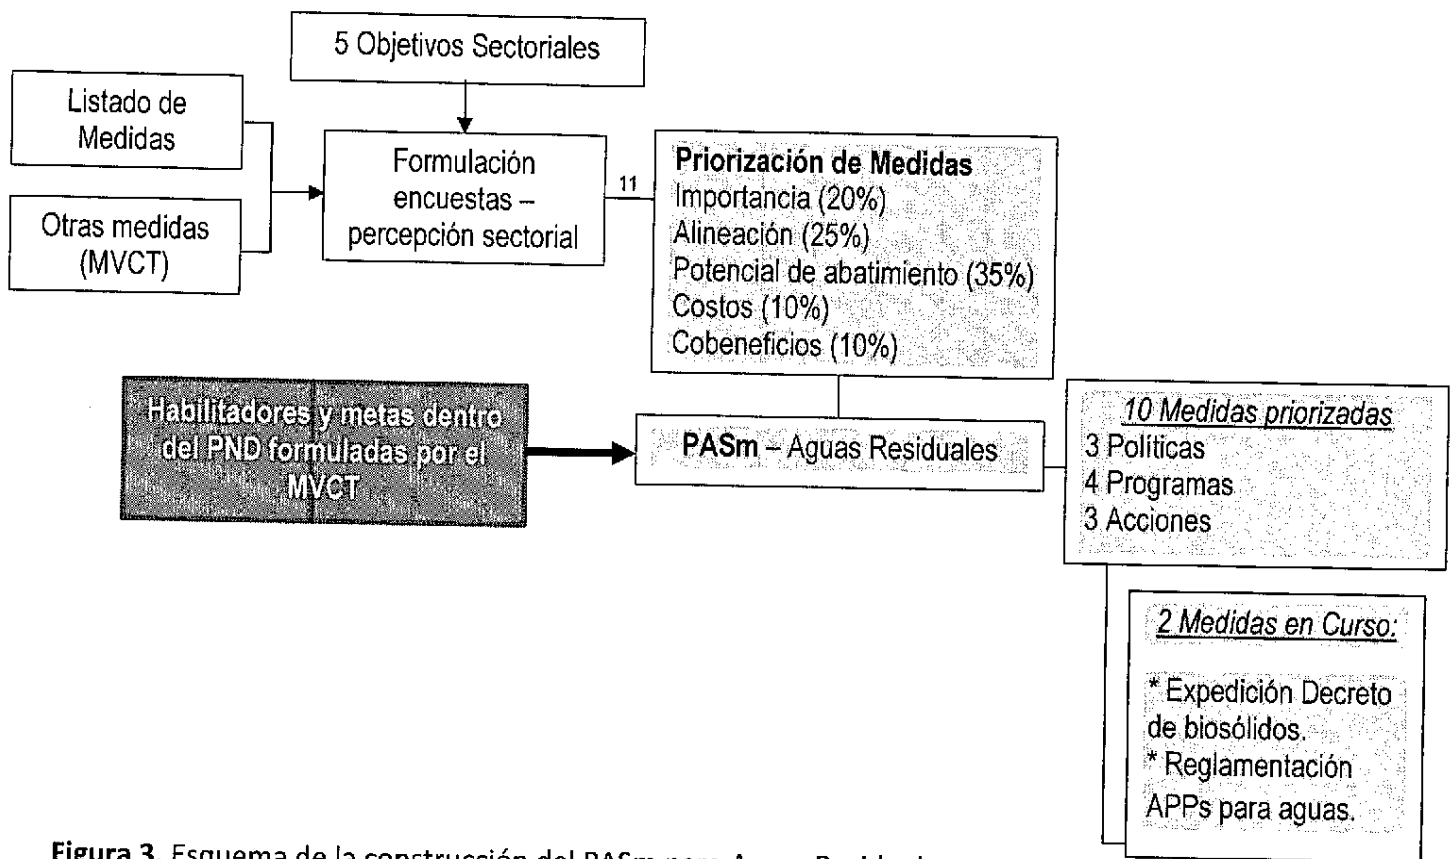 5 Objetivos Sectoriales
Listado de
Medidas
Otras medidas
(MVCT)
Formulación
encuestas –
percepción sectorial
11
Priorización de Medidas
Importancia (20%)
Alineación (25%)
Potencial de abatimiento (35%)
Costos (10%)
Cobeneficios (10%)
Habilitadores y metas dentro
del PND formuladas por el
MVCT
PASm – Aguas Residuales
10 Medidas priorizadas
3 Políticas
4 Programas
3 Acciones
2 Medidas en Curso:
* Expedición Decreto
de biosólidos.
* Reglamentación
APPs para aguas.
Figura 3. Esquema de la construcción del PASm para